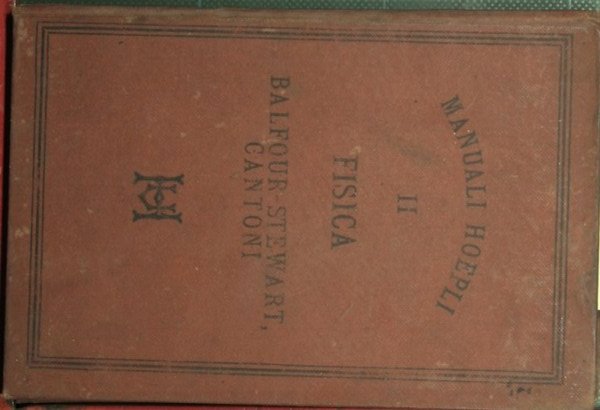 MANUALI HOEPLI
II
FISICA
BALFOUR-STEWART,
CANTONI
H